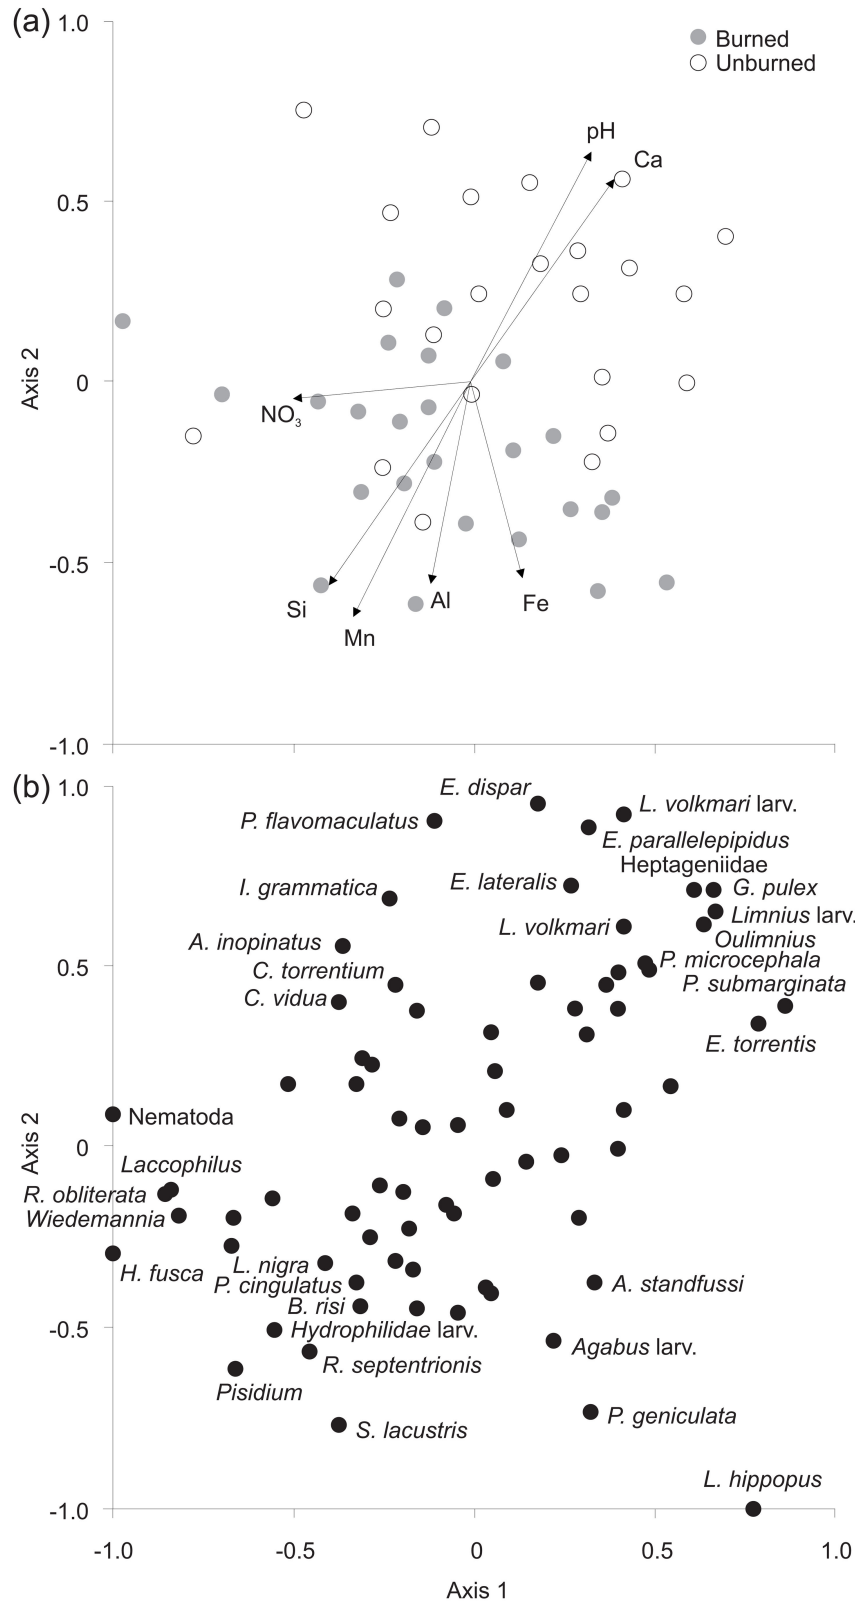 (a)
1.0
Burned
Unburned
pH
Ca
0.5
Axis 2
0
NO₃
-0.5
Si
Al
Fe
Mn
-1.0
(b)
1.0
E. dispar
L. volkmari larv.
P. flavomaculatus
E. parallelepipidus
Heptageniidae
I. grammatica
E. lateralis
G. pulex
Limnius larv.
L. volkmari
Oulimnius
A. inopinatus
P. microcephala
0.5
C. torrentium
P. submarginata
C. vidua
E. torrentis
Nematoda
Axis 2
0
Laccophilus
R. obliterata
Wiedemannia
L. nigra
H. fusca
P. cingulatus
A. standfussi
B. risi
-0.5
Hydrophilidae larv.
Agabus larv.
R. septentrionis
Pisidium
P. geniculata
S. lacustris
L. hippopus
-1.0
-1.0 -0.5 0 0.5 1.0
Axis 1